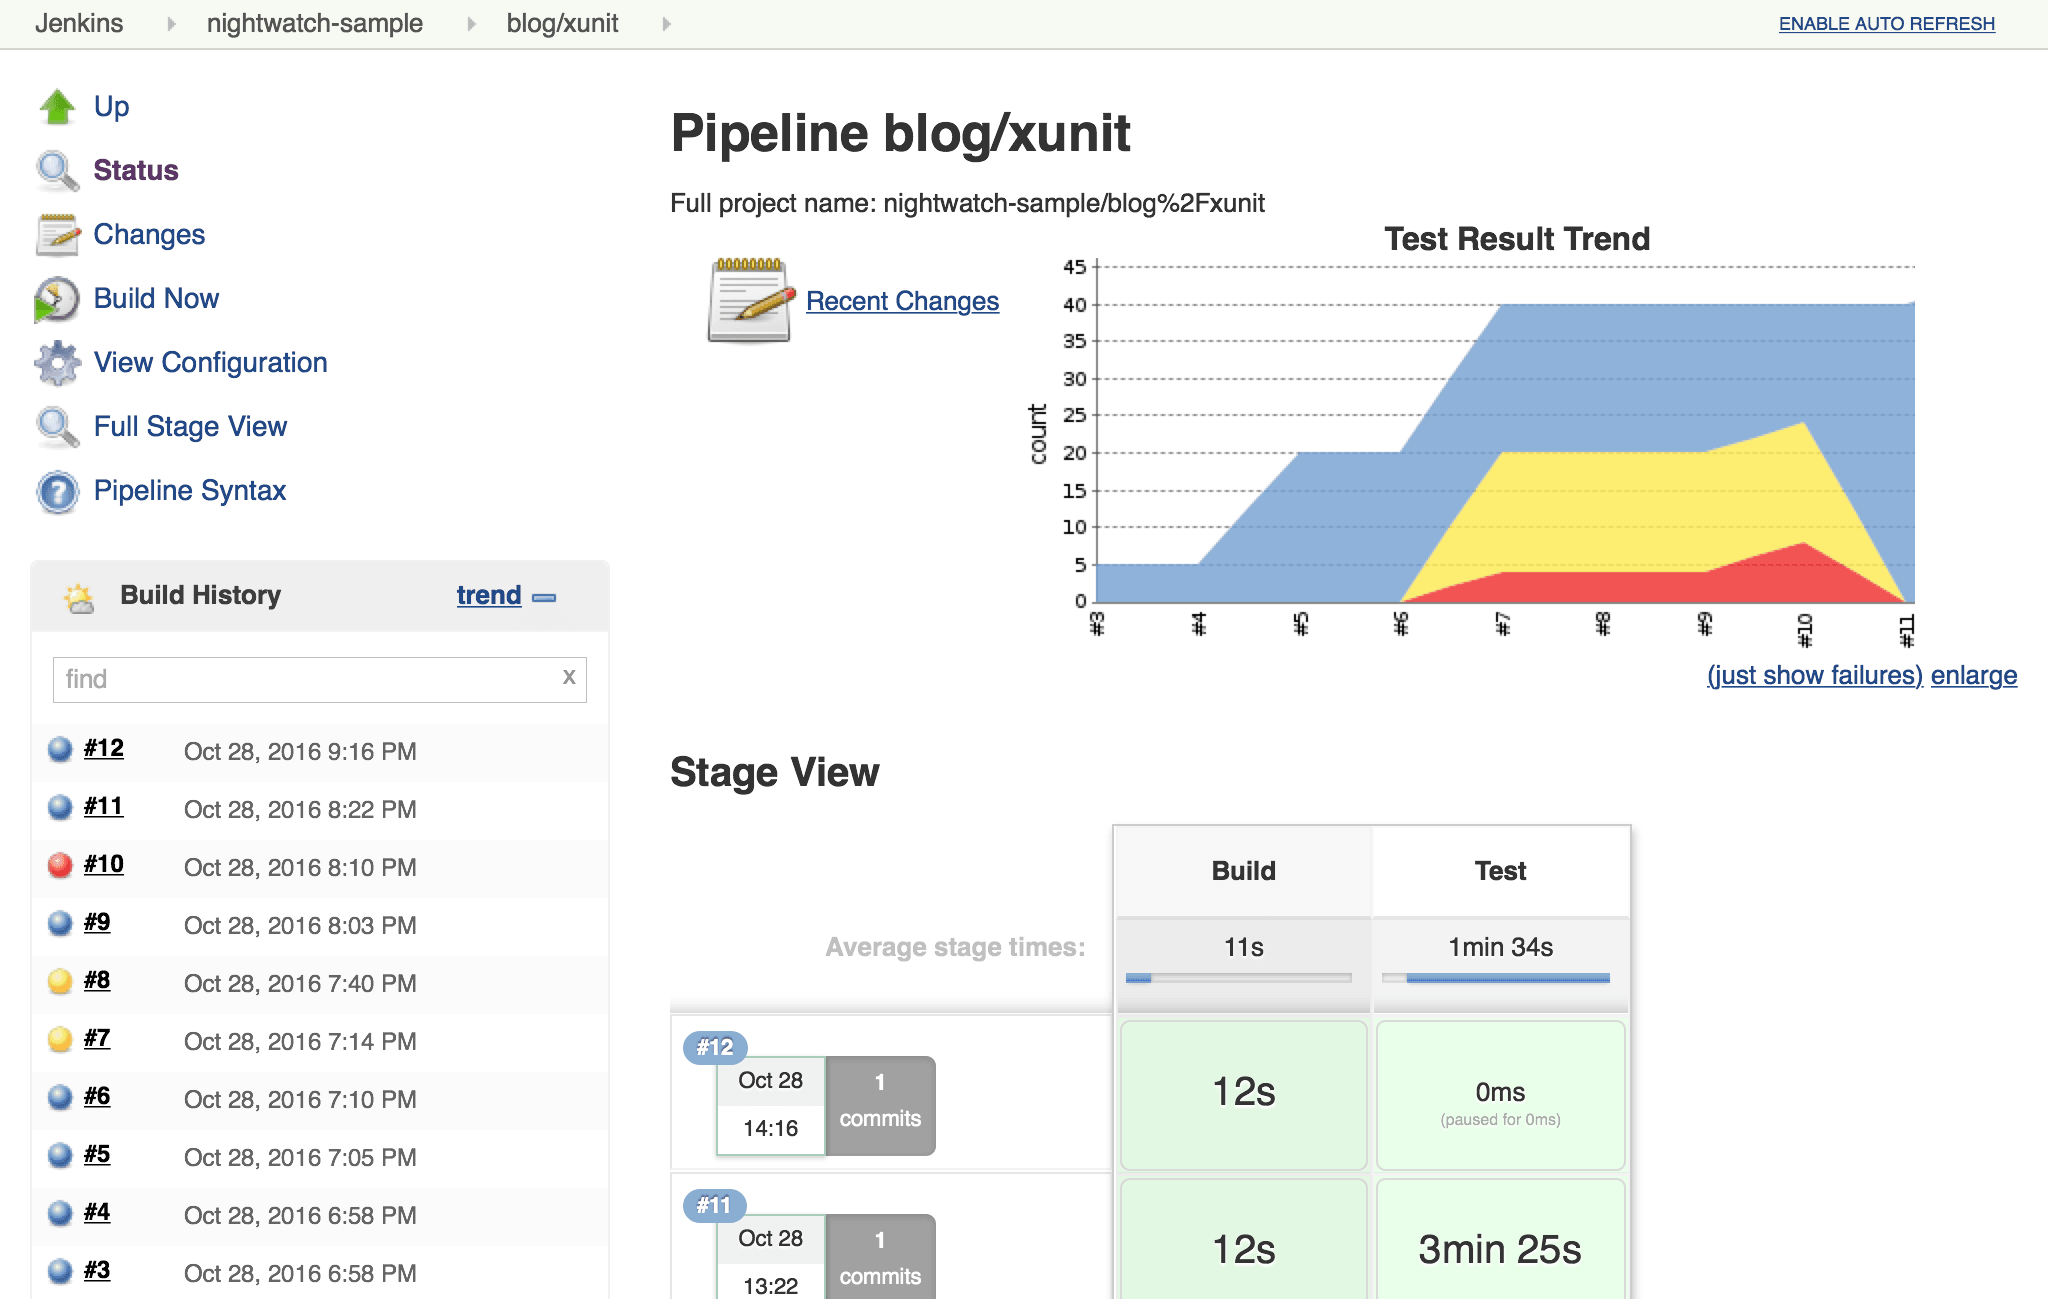 Jenkins nightwatch-sample blog/xunit ENABLE AUTO REFRESH
Up
Status
Changes
Build Now
View Configuration
Full Stage View
Pipeline Syntax
Build History trend
find x
#12 Oct 28, 2016 9:16 PM
#11 Oct 28, 2016 8:22 PM
#10 Oct 28, 2016 8:10 PM
#9 Oct 28, 2016 8:03 PM
#8 Oct 28, 2016 7:40 PM
#7 Oct 28, 2016 7:14 PM
#6 Oct 28, 2016 7:10 PM
#5 Oct 28, 2016 7:05 PM
#4 Oct 28, 2016 6:58 PM
#3 Oct 28, 2016 6:58 PM
Pipeline blog/xunit
Full project name: nightwatch-sample/blog%2Fxunit
Recent Changes
Test Result Trend
count
45
40
35
30
25
20
15
10
5
0
#3 #4 #5 #6 #7 #8 #9 #10 #11
(just show failures) enlarge
Stage View
Build Test
Average stage times: 11s 1min 34s
#12
Oct 28
14:16
1
commits
12s
0ms
(paused for 0ms)
#11
Oct 28
13:22
1
commits
12s
3min 25s